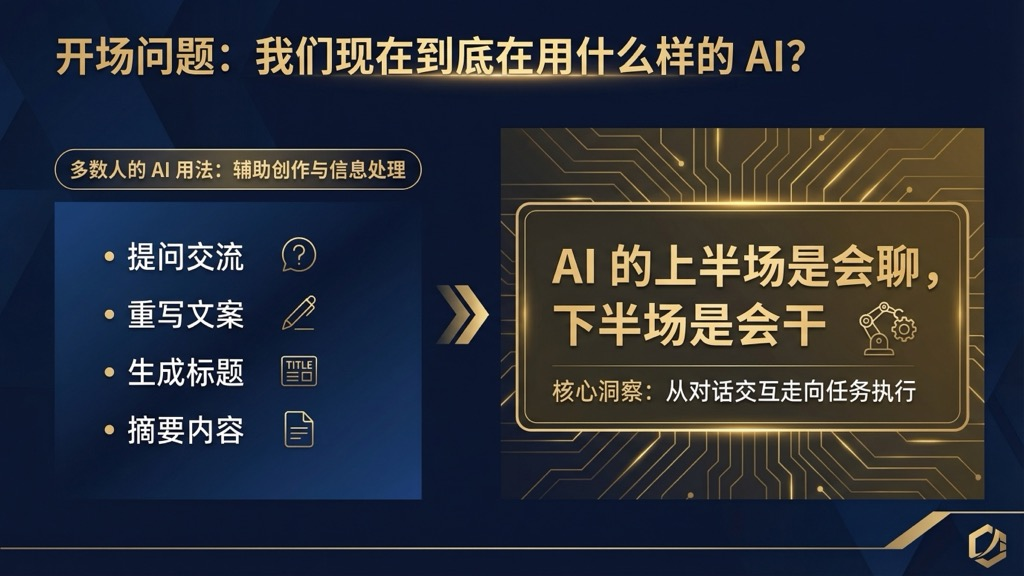 开场问题：我们现在到底在用什么样的 AI？
多数人的 AI 用法：辅助创作与信息处理
• 提问交流
• 重写文案
• 生成标题
TITLE
• 摘要内容
AI 的上半场是会聊，
下半场是会干
核心洞察：从对话交互走向任务执行